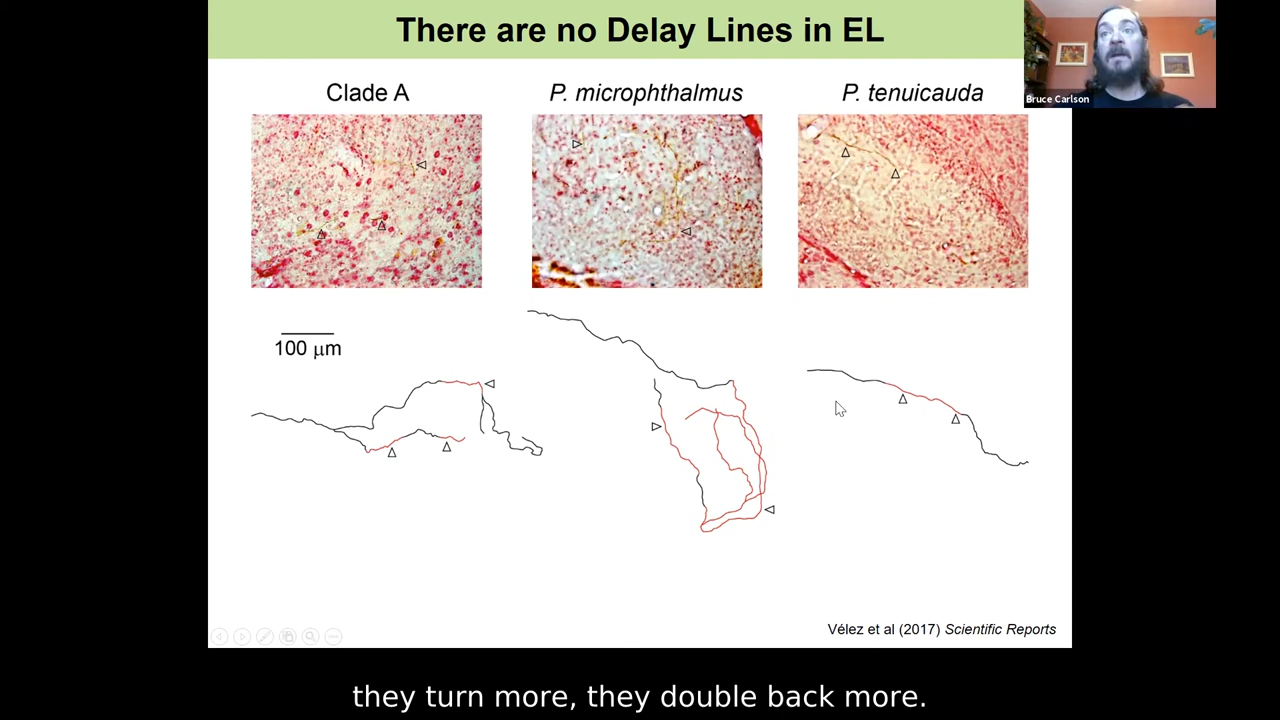 There are no Delay Lines in EL
Bruce Carlson
Clade A
P. microphthalmus
P. tenuicauda
100 μm
Vélez et al (2017) Scientific Reports
they turn more, they double back more.